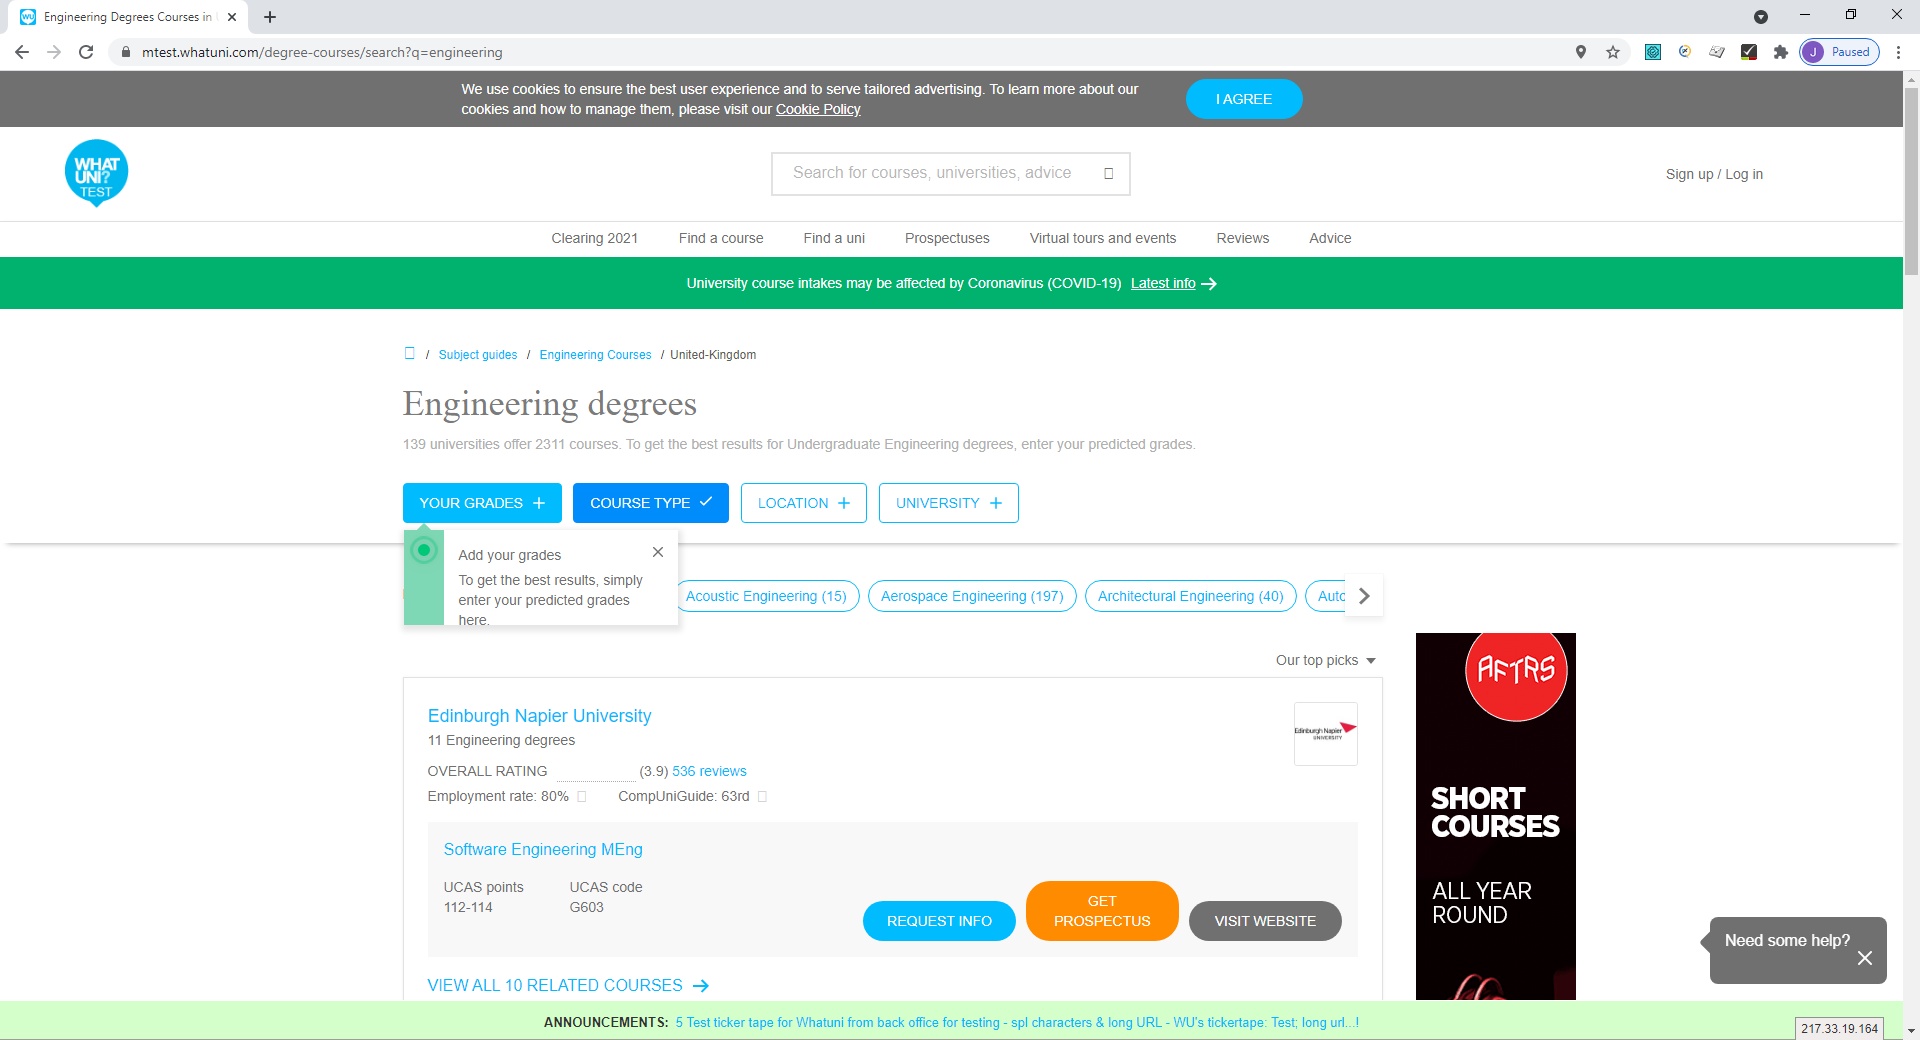 Engineering Degrees Courses in
mtest.whatuni.com/degree-courses/search?q=engineering
J Paused
We use cookies to ensure the best user experience and to serve tailored advertising. To learn more about our
cookies and how to manage them, please visit our Cookie Policy
I AGREE
WHAT
UNI?
TEST
Search for courses, universities, advice
Sign up / Log in
Clearing 2021 Find a course Find a uni Prospectuses Virtual tours and events Reviews Advice
University course intakes may be affected by Coronavirus (COVID-19) Latest info
/ Subject guides / Engineering Courses / United-Kingdom
Engineering degrees
139 universities offer 2311 courses. To get the best results for Undergraduate Engineering degrees, enter your predicted grades.
YOUR GRADES COURSE TYPE LOCATION UNIVERSITY
Add your grades
To get the best results, simply
enter your predicted grades
here.
Acoustic Engineering (15) Aerospace Engineering (197) Architectural Engineering (40) Auto
Our top picks
Edinburgh Napier University
11 Engineering degrees
OVERALL RATING (3.9) 536 reviews
Employment rate: 80% CompUniGuide: 63rd
Edinburgh Napier
UNIVERSITY
Software Engineering MEng
UCAS points UCAS code
112-114 G603
REQUEST INFO
GET
PROSPECTUS
VISIT WEBSITE
VIEW ALL 10 RELATED COURSES
AFTRS
SHORT
COURSES
ALL YEAR
ROUND
Need some help?
ANNOUNCEMENTS: 5 Test ticker tape for Whatuni from back office for testing - spl characters & long URL - WU's tickertape: Test; long url...!
217.33.19.164